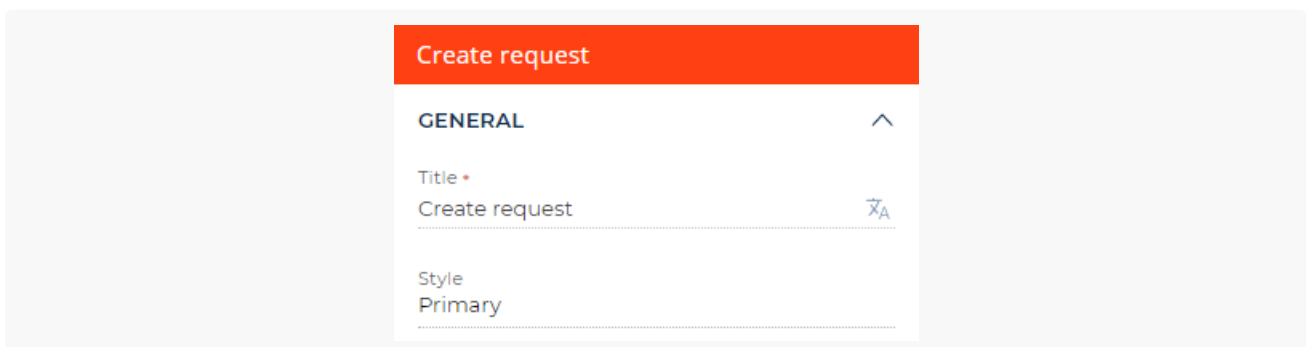 Create request
GENERAL
Title *
Create request
Style
Primary